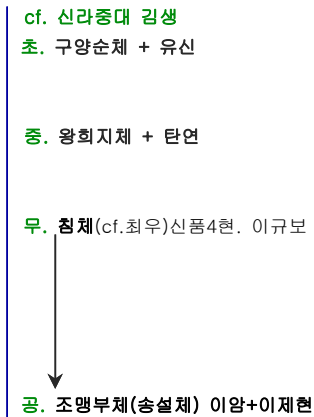 cf. 신라중대 김생
초. 구양순체 + 유신
중. 왕희지체 + 탄연
무. 침체(cf.최우)신품4현. 이규보
공. 조맹부체(송설체) 이암+이제현